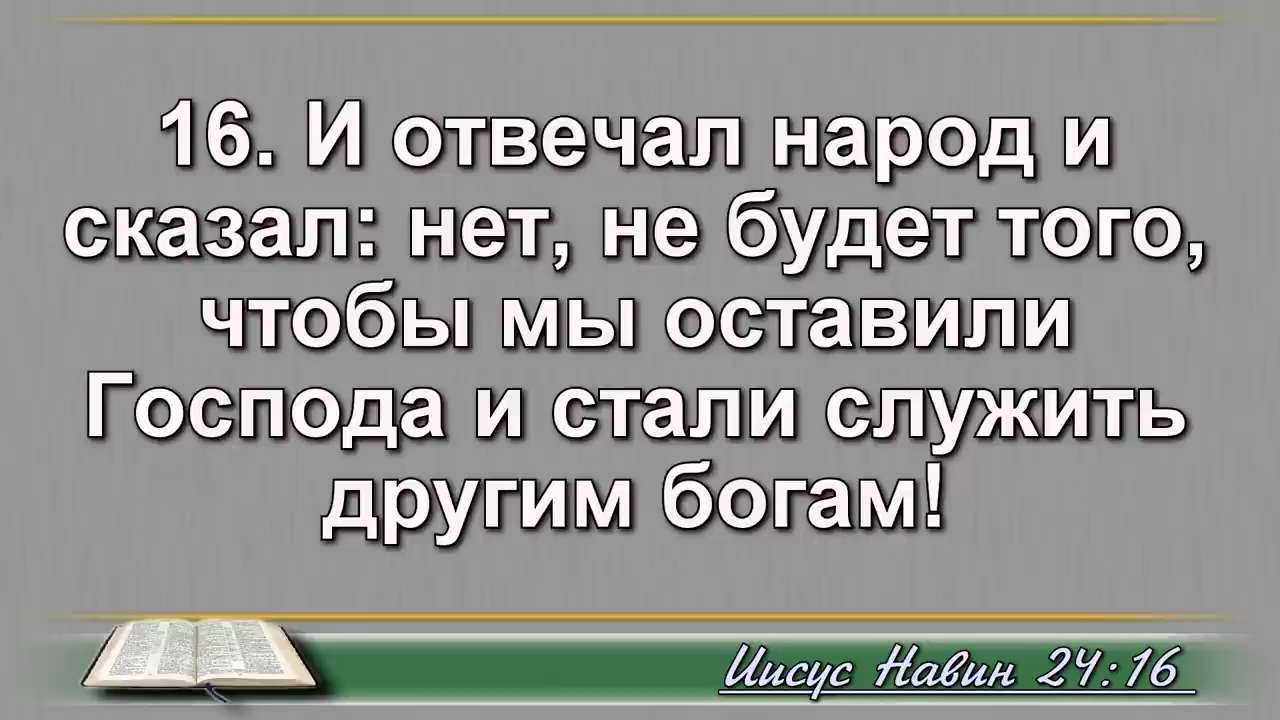 16. И отвечал народ и
сказал: нет, не будет того,
чтобы мы оставили
Господа и стали служить
другим богам!
Иисус Навин 24:16